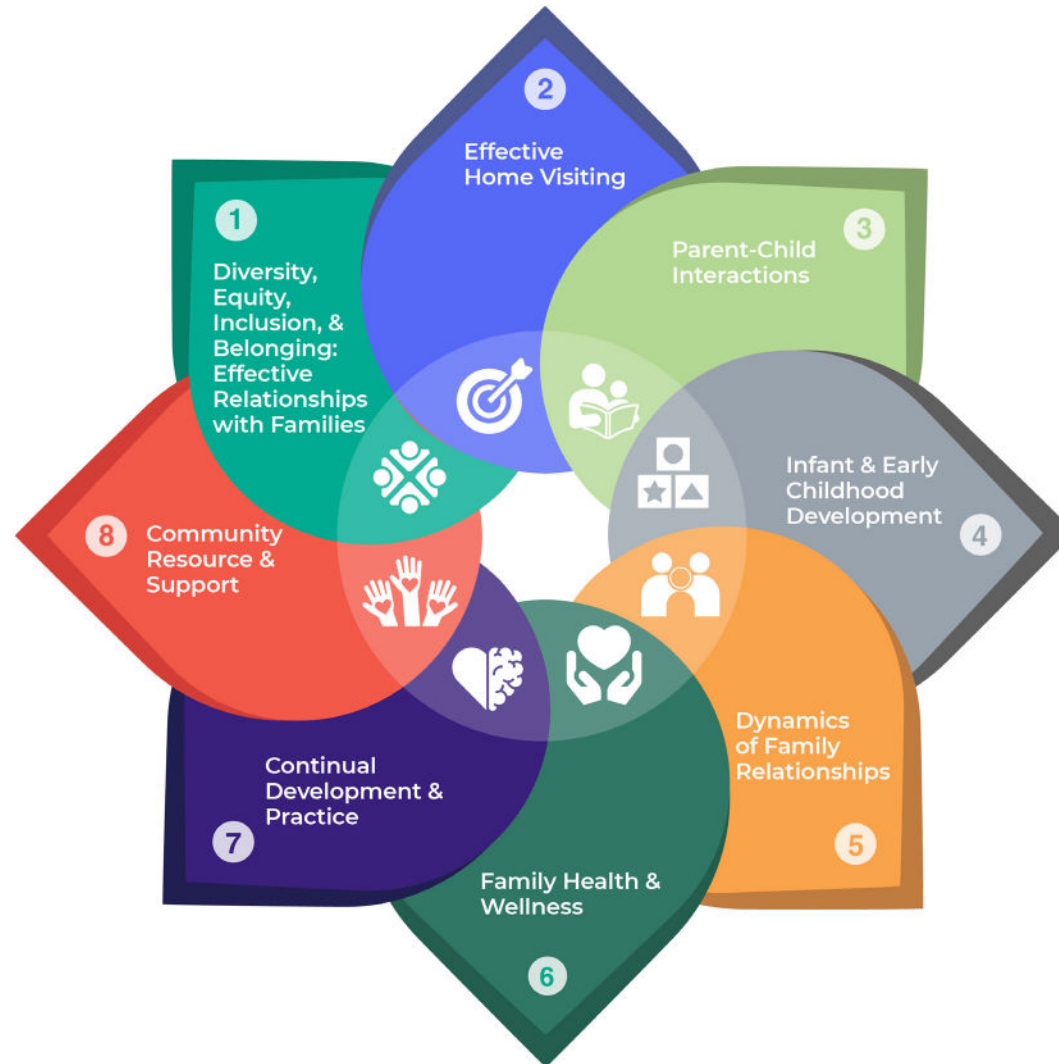 1
Diversity,
Equity,
Inclusion, &
Belonging:
Effective
Relationships
with Families
2
Effective
Home Visiting
3
Parent-Child
Interactions
Infant & Early
Childhood
Development
4
Dynamics
of Family
Relationships
5
Family Health &
Wellness
6
Continual
Development &
Practice
7
8
Community
Resource &
Support